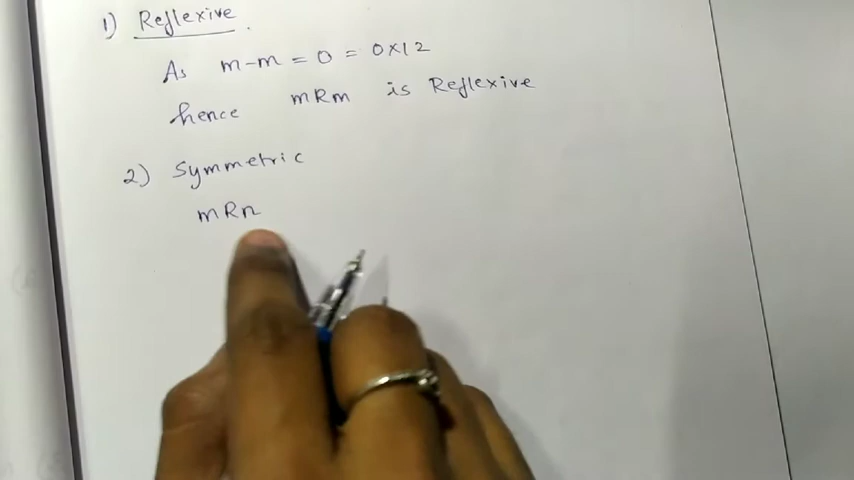 1) Reflexive
As m-m = 0 = 0×12
hence mRm is Reflexive
2) Symmetric
mRn